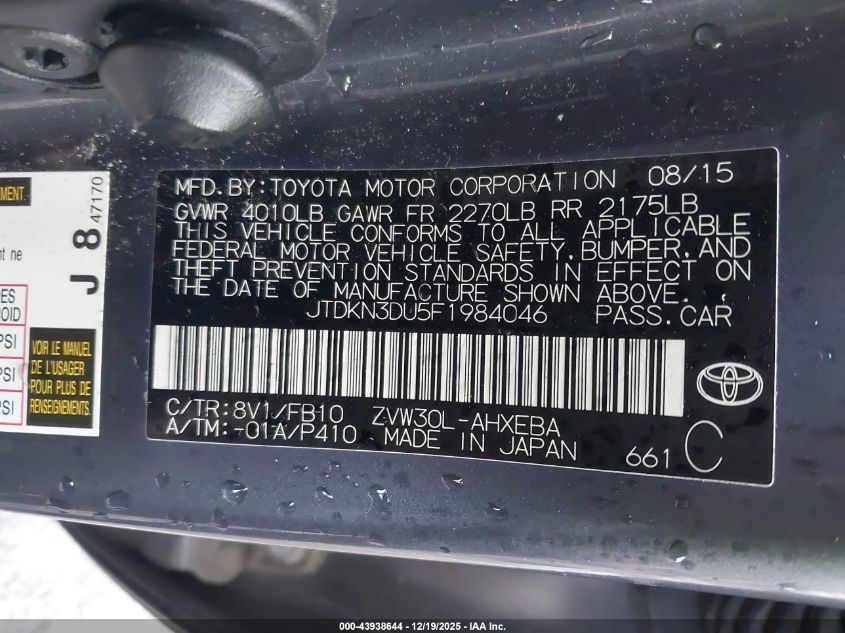 MFD.BY:TOYOTA MOTOR CORPORATION 08/15
GVWR 4010LB GAWR FR 2270LB RR 2175LB
THIS VEHICLE CONFORMS TO ALL APPLICABLE
FEDERAL MOTOR VEHICLE SAFETY,BUMPER,AND
THEFT PREVENTION STANDARDS IN EFFECT ON
THE DATE OF MANUFACTURE SHOWN ABOVE.
JTDKN3DU5F1984046 PASS.CAR
C/TR:8V1/FB10 ZVW30L-AHXEBA
A/TM:-01A/P410 MADE IN JAPAN
661 C
J 8 47170
VOIR LE MANUEL
DE L'USAGER
POUR PLUS DE
RENSEIGNEMENTS
PSI
PSI
PSI
000-43938644 - 12/19/2025 - IAA Inc.